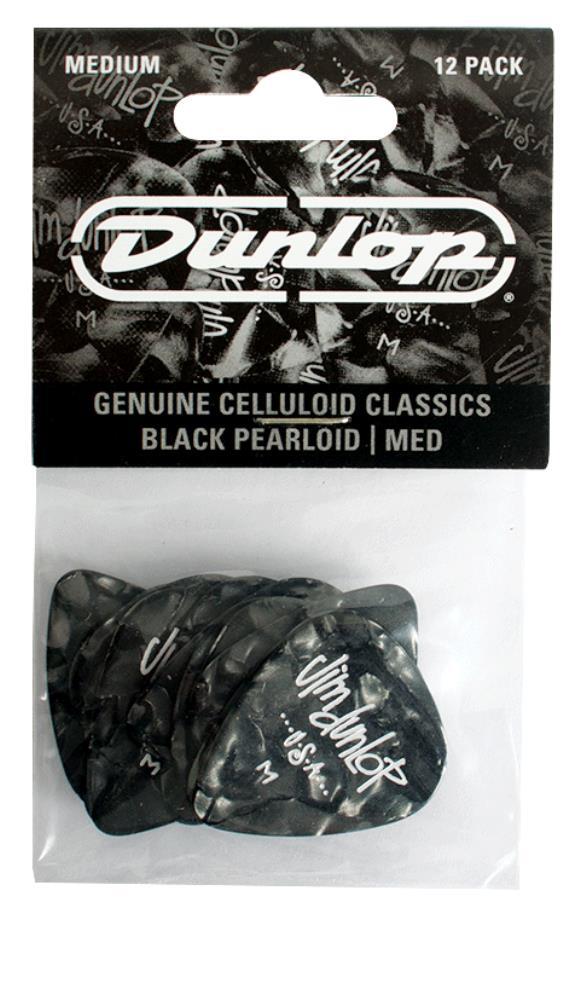 MEDIUM 12 PACK
Dunlop®
GENUINE CELLULOID CLASSICS
BLACK PEARLOID | MED
Jim dunlop
...U.S.A...
M
M